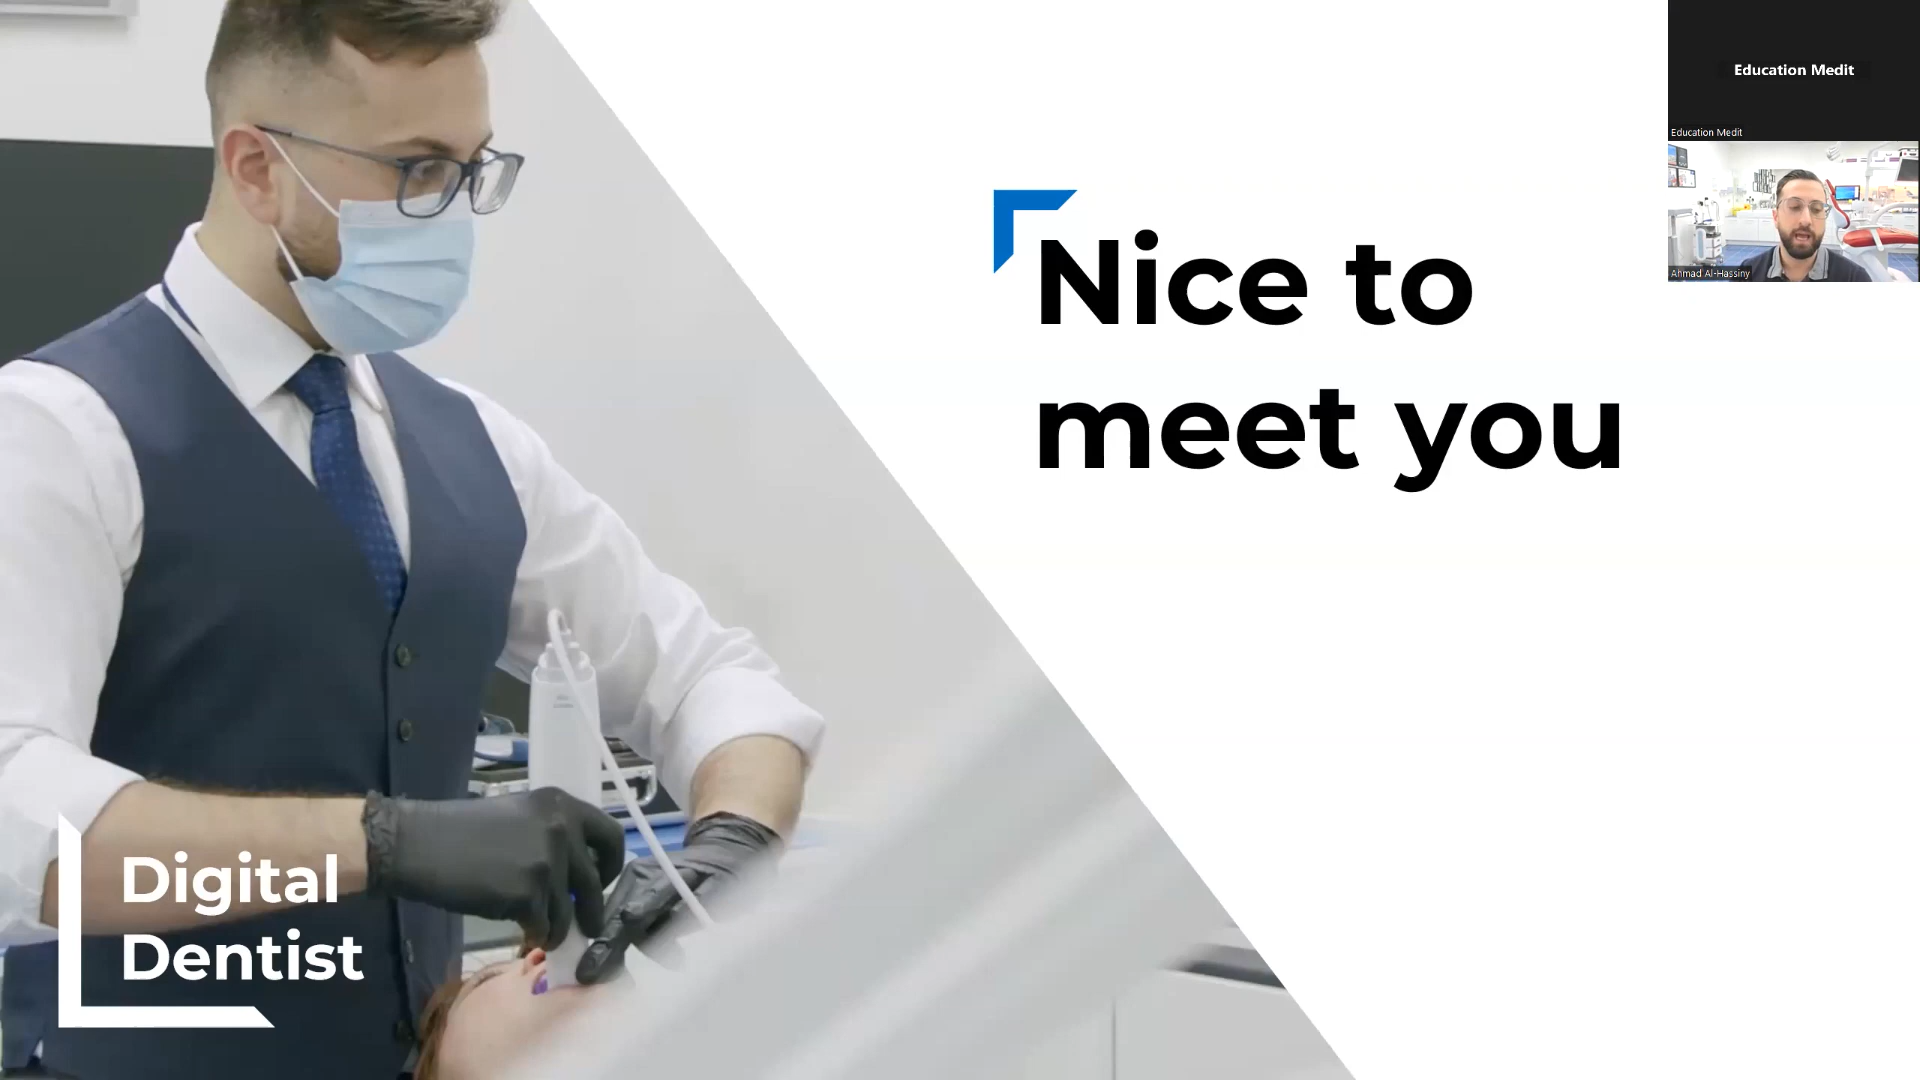 Education Medit
Education Medit
Ahmad Al-Hassiny
Nice to
meet you
Digital
Dentist